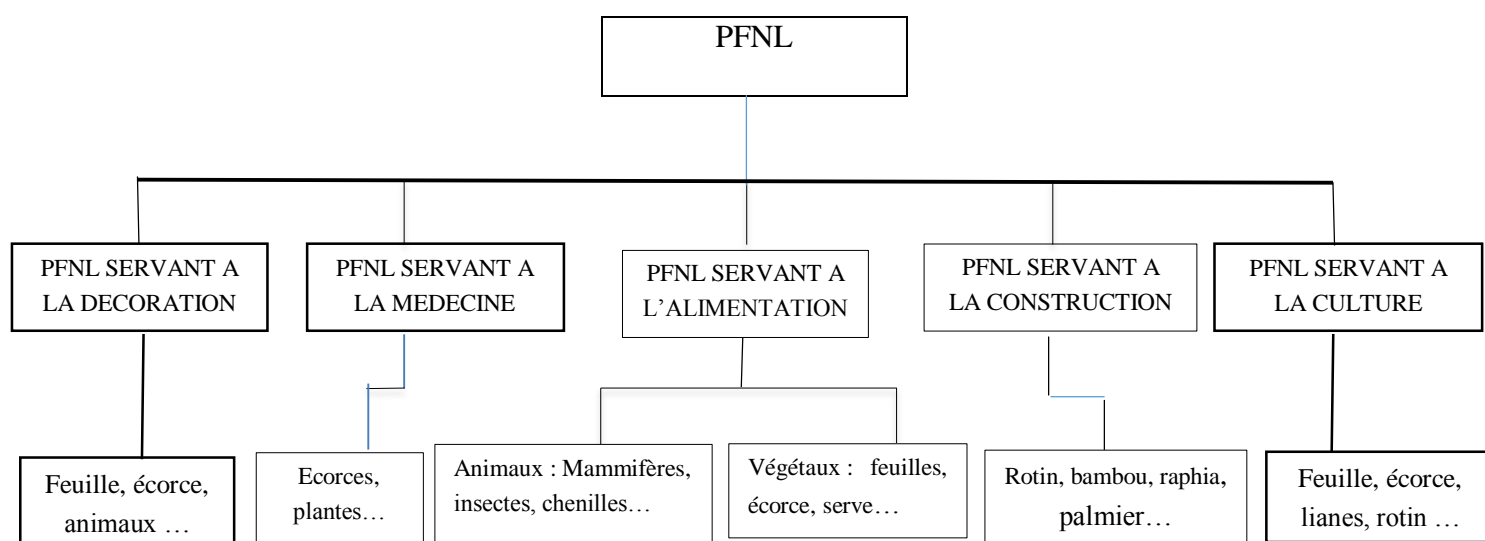 PFNL
PFNL SERVANT A
LA DECORATION
PFNL SERVANT A
LA MEDECINE
PFNL SERVANT A
L’ALIMENTATION
PFNL SERVANT A
LA CONSTRUCTION
PFNL SERVANT A
LA CULTURE
Feuille, écorce,
animaux …
Ecorces,
plantes…
Animaux : Mammifères,
insectes, chenilles…
Végétaux : feuilles,
écorce, serve…
Rotin, bambou, raphia,
palmier…
Feuille, écorce,
lianes, rotin …